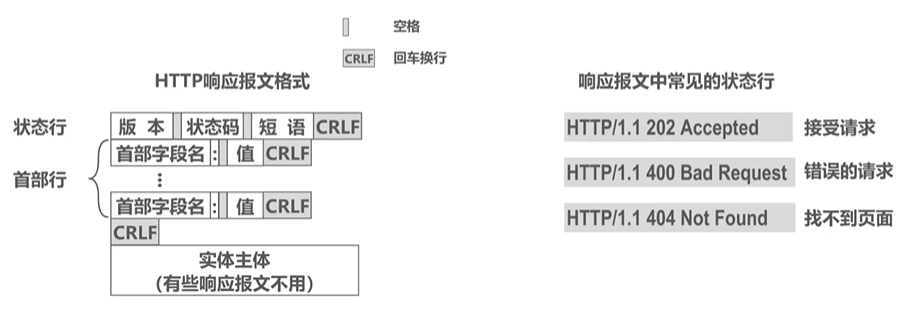 空格
CRLF 回车换行
HTTP响应报文格式
状态行 版 本 状态码 短 语 CRLF
首部行
首部字段名 : 值 CRLF
⋮
首部字段名 : 值 CRLF
CRLF
实体主体
(有些响应报文不用)
响应报文中常见的状态行
HTTP/1.1 202 Accepted 接受请求
HTTP/1.1 400 Bad Request 错误的请求
HTTP/1.1 404 Not Found 找不到页面